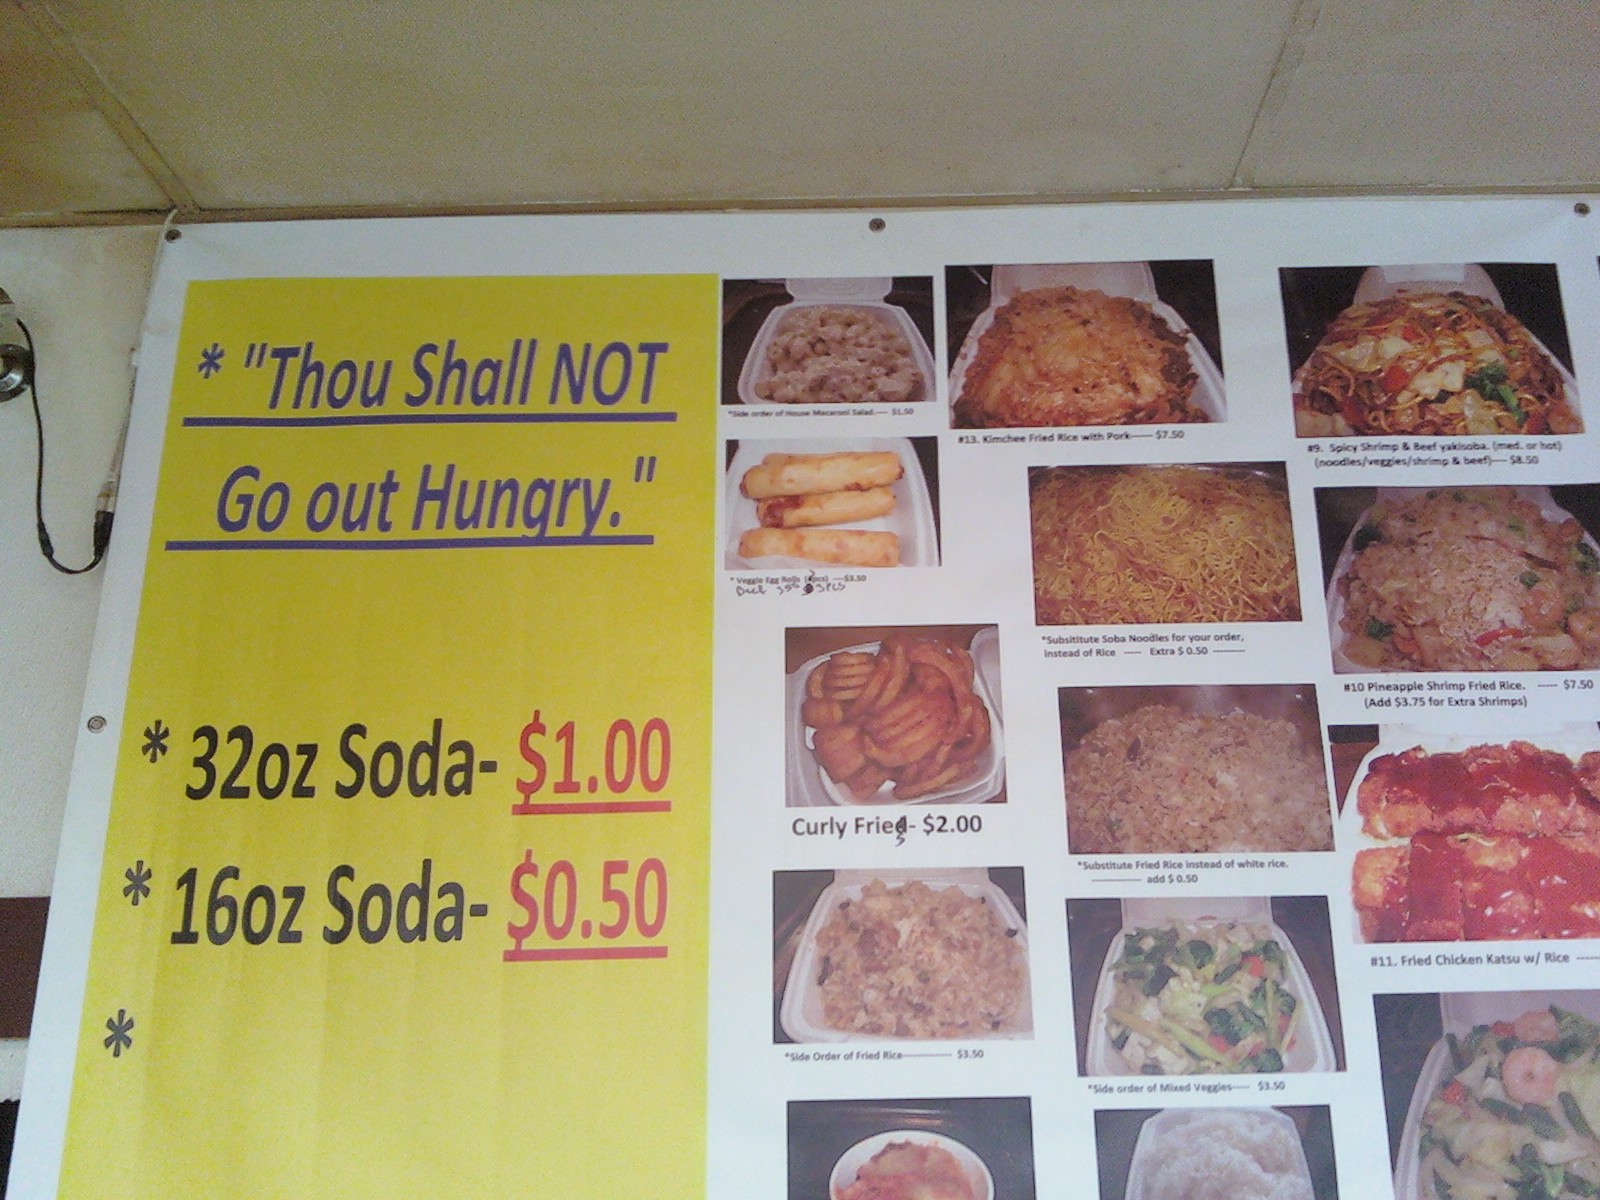 * "Thou Shall NOT
Go out Hungry."
* 32oz Soda- $1.00
* 16oz Soda- $0.50
*
*Side order of House Macaroni Salad.---- $1.50
* Veggie Egg Rolls (pcs) ----$3.50
3pcs
Curly Fries- $2.00
*Side Order of Fried Rice-------------- $3.50
#13. Kimchee Fried Rice with Pork------ $7.50
*Subsititute Soba Noodles for your order,
instead of Rice ---- Extra $ 0.50 --------
*Substitute Fried Rice instead of white rice.
------------ add $ 0.50
*Side order of Mixed Veggies----- $3.50
#9. Spicy Shrimp & Beef yakisoba. (med. or hot)
(noodles/veggies/shrimp & beef)---- $8.50
#10 Pineapple Shrimp Fried Rice. ----- $7.50
(Add $3.75 for Extra Shrimps)
#11. Fried Chicken Katsu w/ Rice -----